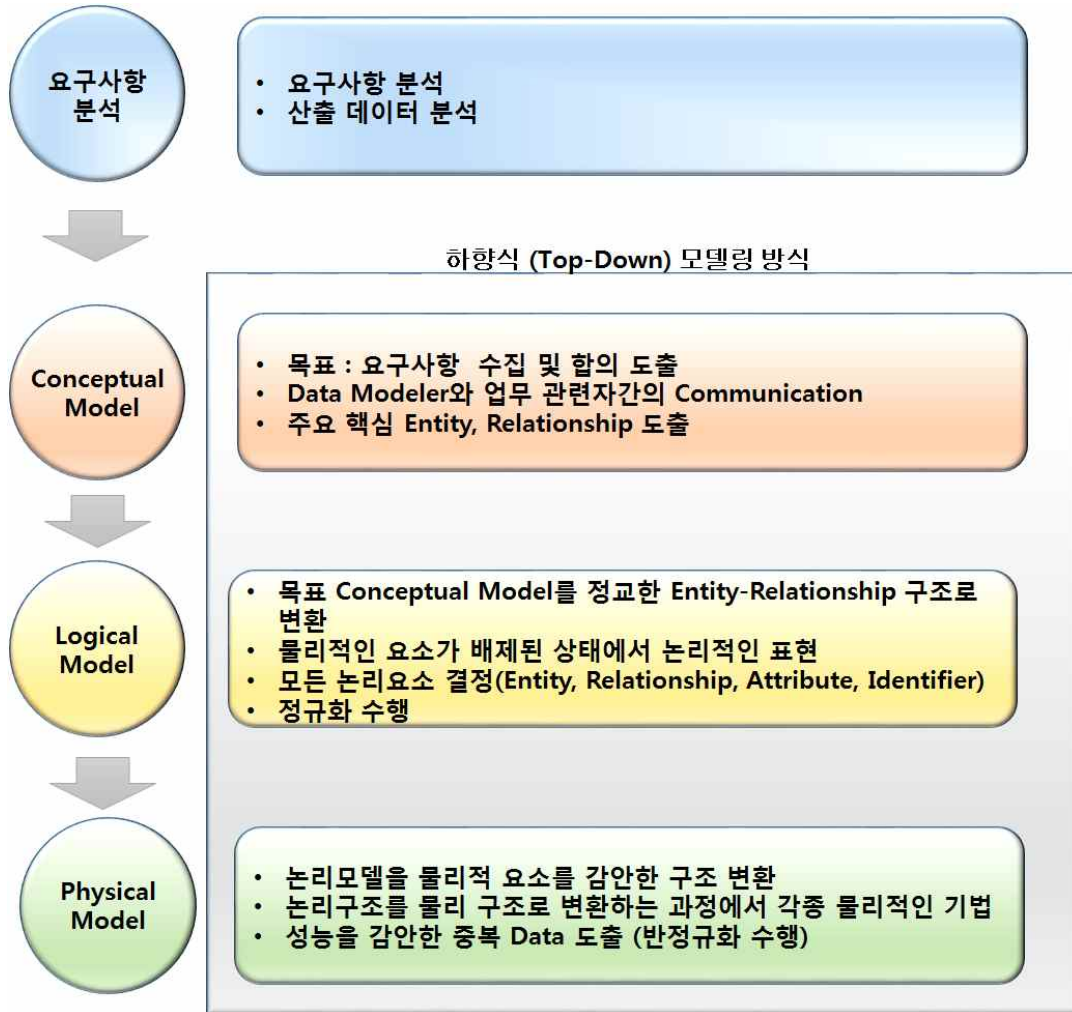 요구사항
분석
• 요구사항 분석
• 산출 데이터 분석
하향식 (Top-Down) 모델링 방식
Conceptual
Model
• 목표 : 요구사항 수집 및 합의 도출
• Data Modeler와 업무 관련자간의 Communication
• 주요 핵심 Entity, Relationship 도출
Logical
Model
• 목표 Conceptual Model를 정교한 Entity-Relationship 구조로
변환
• 물리적인 요소가 배제된 상태에서 논리적인 표현
• 모든 논리요소 결정(Entity, Relationship, Attribute, Identifier)
• 정규화 수행
Physical
Model
• 논리모델을 물리적 요소를 감안한 구조 변환
• 논리구조를 물리 구조로 변환하는 과정에서 각종 물리적인 기법
• 성능을 감안한 중복 Data 도출 (반정규화 수행)